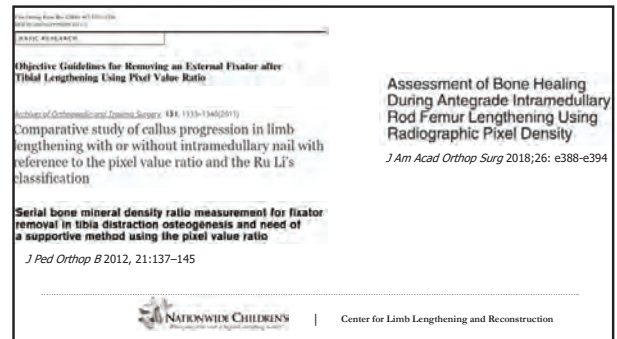 BASIC RESEARCH
Objective Guidelines for Removing an External Fixator after
Tibial Lengthening Using Pixel Value Ratio
Archives of Orthopaedic and Trauma Surgery 131, 1333–1340(2011)
Comparative study of callus progression in limb
lengthening with or without intramedullary nail with
reference to the pixel value ratio and the Ru Li's
classification
Serial bone mineral density ratio measurement for fixator
removal in tibia distraction osteogenesis and need of
a supportive method using the pixel value ratio
J Ped Orthop B 2012, 21:137–145
Assessment of Bone Healing
During Antegrade Intramedullary
Rod Femur Lengthening Using
Radiographic Pixel Density
J Am Acad Orthop Surg 2018;26: e388-e394
NATIONWIDE CHILDREN'S
| Center for Limb Lengthening and Reconstruction